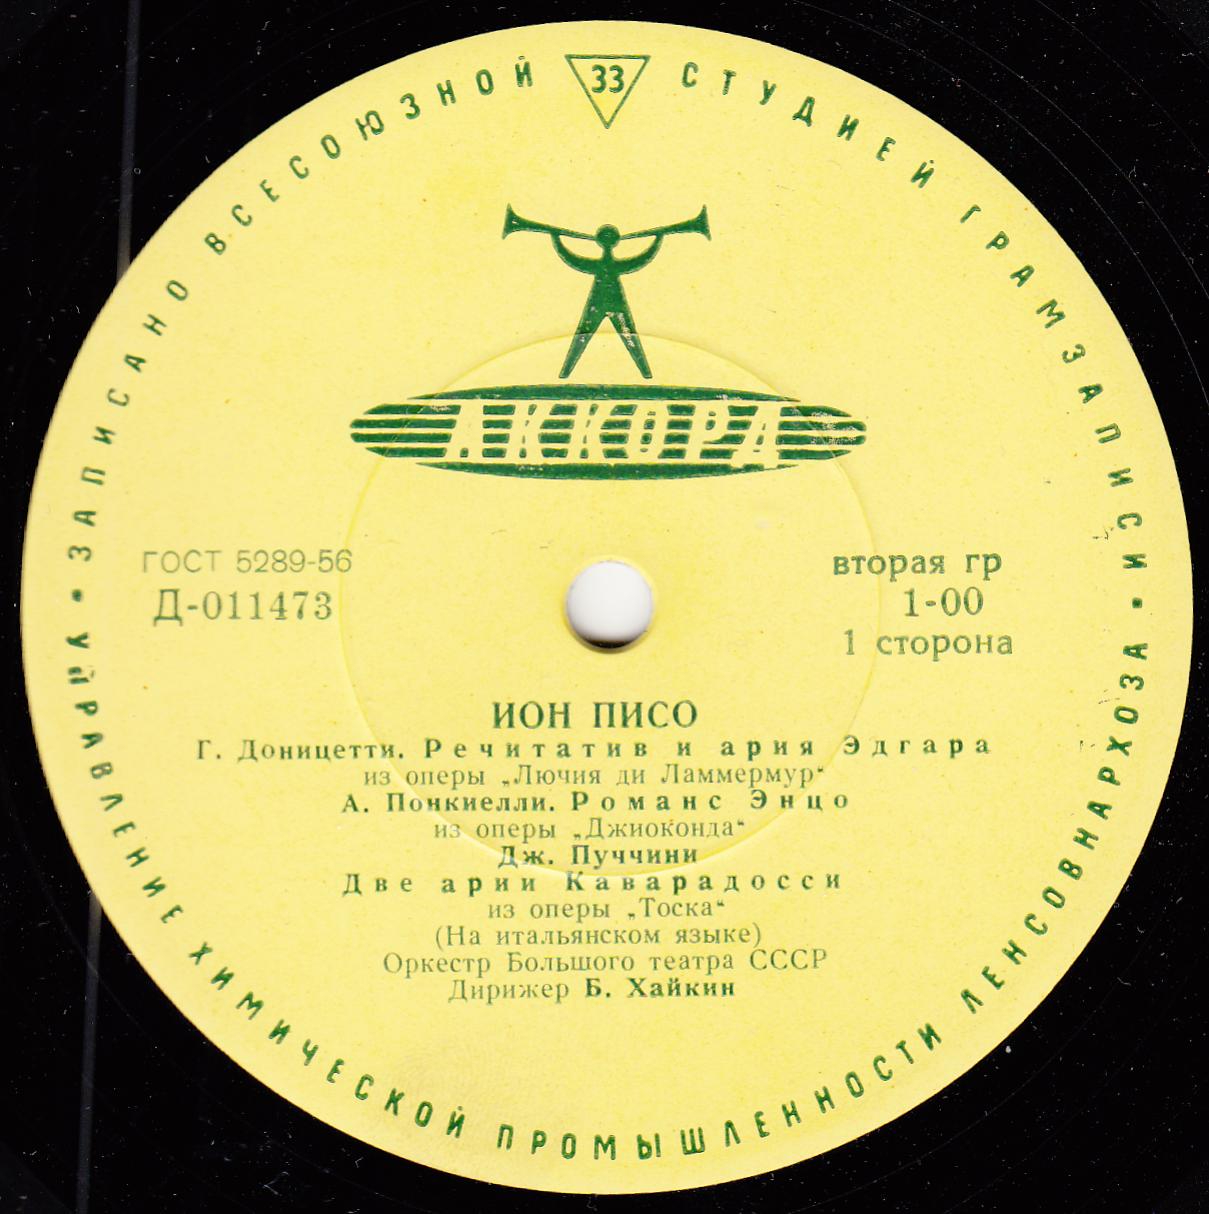 • ЗАПИСАНО ВСЕСОЮЗНОЙ СТУДИЕЙ ГРАМЗАПИСИ •
33
АККОРД
ГОСТ 5289-56
Д-011473
вторая гр
1-00
1 сторона
ИОН ПИСО
Г. Доницетти. Речитатив и ария Эдгара
из оперы „Лючия ди Ламмермур“
А. Понкиелли. Романс Энцо
из оперы „Джиоконда“
Дж. Пуччини
Две арии Каварадосси
из оперы „Тоска“
(На итальянском языке)
Оркестр Большого театра СССР
Дирижер Б. Хайкин
УПРАВЛЕНИЕ ХИМИЧЕСКОЙ ПРОМЫШЛЕННОСТИ ЛЕНСОВНАРХОЗА